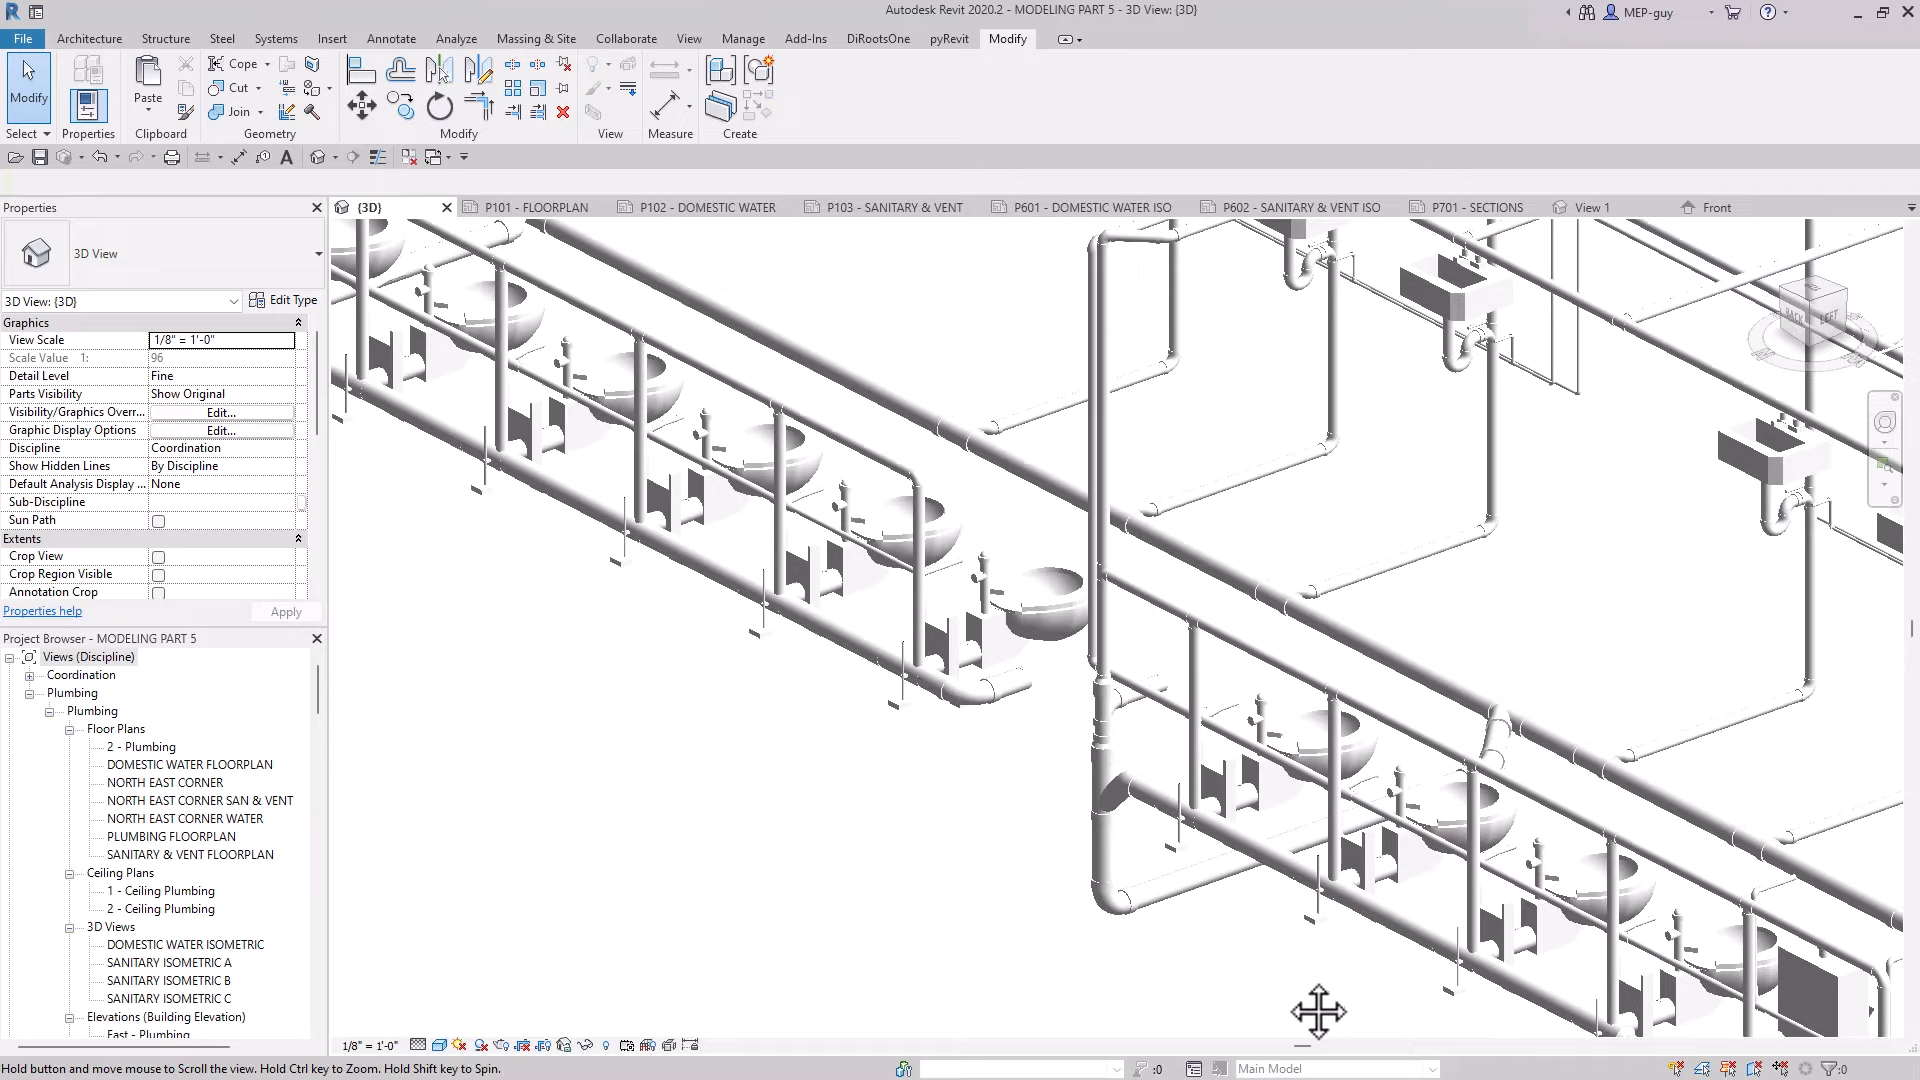 Autodesk Revit 2020.2 - MODELING PART 5 - 3D View: {3D}
MEP-guy
File Architecture Structure Steel Systems Insert Annotate Analyze Massing & Site Collaborate View Manage Add-Ins DiRootsOne pyRevit Modify
Modify
Paste
Cope
Cut
Join
Select Properties Clipboard Geometry Modify View Measure Create
Properties
{3D} P101 - FLOORPLAN P102 - DOMESTIC WATER P103 - SANITARY & VENT P601 - DOMESTIC WATER ISO P602 - SANITARY & VENT ISO P701 - SECTIONS View 1 Front
3D View
3D View: {3D} Edit Type
Graphics
View Scale 1/8" = 1'-0"
Scale Value 1: 96
Detail Level Fine
Parts Visibility Show Original
Visibility/Graphics Overr... Edit...
Graphic Display Options Edit...
Discipline Coordination
Show Hidden Lines By Discipline
Default Analysis Display ... None
Sub-Discipline
Sun Path
Extents
Crop View
Crop Region Visible
Annotation Crop
Properties help Apply
Project Browser - MODELING PART 5
Views (Discipline)
Coordination
Plumbing
Plumbing
Floor Plans
2 - Plumbing
DOMESTIC WATER FLOORPLAN
NORTH EAST CORNER
NORTH EAST CORNER SAN & VENT
NORTH EAST CORNER WATER
PLUMBING FLOORPLAN
SANITARY & VENT FLOORPLAN
Ceiling Plans
1 - Ceiling Plumbing
2 - Ceiling Plumbing
3D Views
DOMESTIC WATER ISOMETRIC
SANITARY ISOMETRIC A
SANITARY ISOMETRIC B
SANITARY ISOMETRIC C
Elevations (Building Elevation)
East - Plumbing
BACK LEFT
1/8" = 1'-0"
Hold button and move mouse to Scroll the view. Hold Ctrl key to Zoom. Hold Shift key to Spin.
:0
Main Model
:0